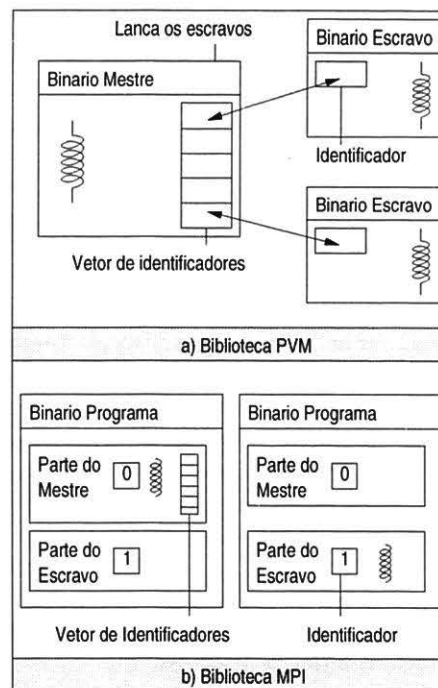 Lanca os escravos
Binario Mestre
Binario Escravo
Identificador
Binario Escravo
Vetor de identificadores
a) Biblioteca PVM
Binario Programa
Parte do
Mestre
0
Parte do
Escravo
1
Vetor de Identificadores
Binario Programa
Parte do
Mestre
0
Parte do
Escravo
1
Identificador
b) Biblioteca MPI